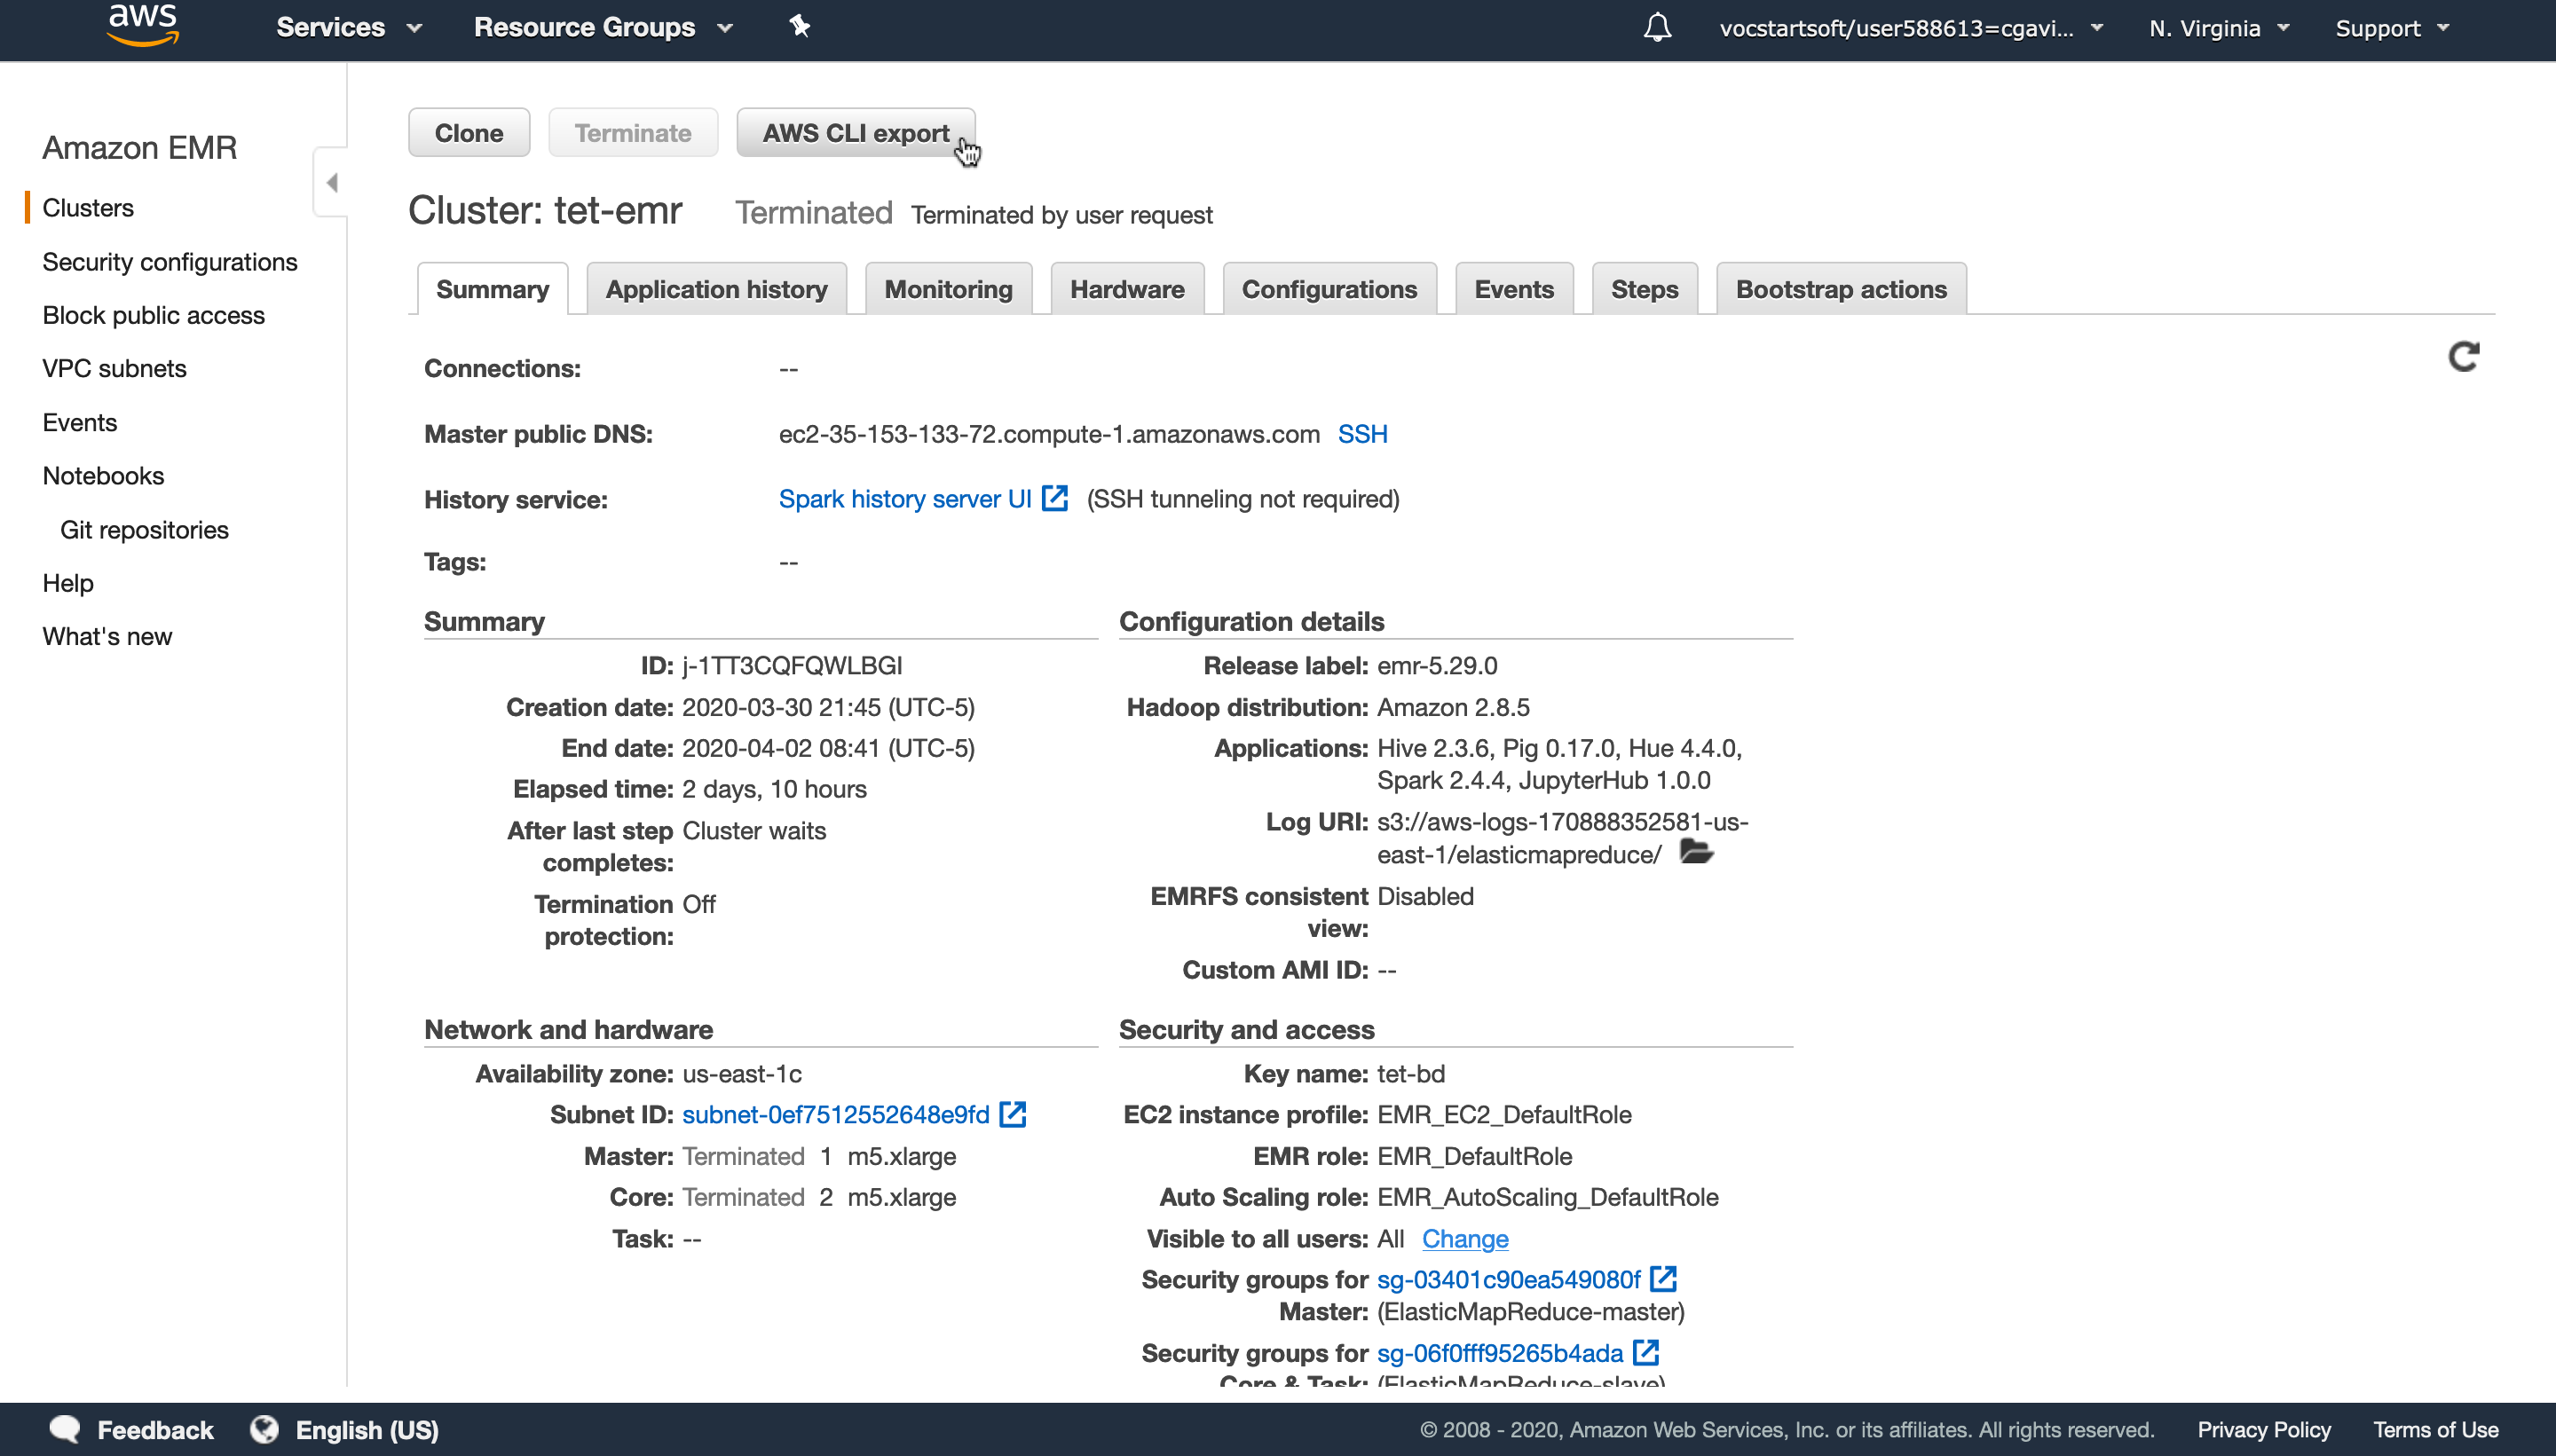 aws
Services
Resource Groups
vocstartsoft/user588613=cgavi...
N. Virginia
Support
Amazon EMR
Clusters
Security configurations
Block public access
VPC subnets
Events
Notebooks
Git repositories
Help
What's new
Clone
Terminate
AWS CLI export
Cluster: tet-emr Terminated Terminated by user request
Summary
Application history
Monitoring
Hardware
Configurations
Events
Steps
Bootstrap actions
Connections: --
Master public DNS: ec2-35-153-133-72.compute-1.amazonaws.com SSH
History service: Spark history server UI (SSH tunneling not required)
Tags: --
Summary
ID: j-1TT3CQFQWLBGI
Creation date: 2020-03-30 21:45 (UTC-5)
End date: 2020-04-02 08:41 (UTC-5)
Elapsed time: 2 days, 10 hours
After last step Cluster waits
completes:
Termination Off
protection:
Configuration details
Release label: emr-5.29.0
Hadoop distribution: Amazon 2.8.5
Applications: Hive 2.3.6, Pig 0.17.0, Hue 4.4.0,
Spark 2.4.4, JupyterHub 1.0.0
Log URI: s3://aws-logs-170888352581-us-
east-1/elasticmapreduce/
EMRFS consistent Disabled
view:
Custom AMI ID: --
Network and hardware
Availability zone: us-east-1c
Subnet ID: subnet-0ef7512552648e9fd
Master: Terminated 1 m5.xlarge
Core: Terminated 2 m5.xlarge
Task: --
Security and access
Key name: tet-bd
EC2 instance profile: EMR_EC2_DefaultRole
EMR role: EMR_DefaultRole
Auto Scaling role: EMR_AutoScaling_DefaultRole
Visible to all users: All Change
Security groups for sg-03401c90ea549080f
Master: (ElasticMapReduce-master)
Security groups for sg-06f0fff95265b4ada
Core & Task: (ElasticMapReduce-slave)
Feedback
English (US)
© 2008 - 2020, Amazon Web Services, Inc. or its affiliates. All rights reserved.
Privacy Policy
Terms of Use